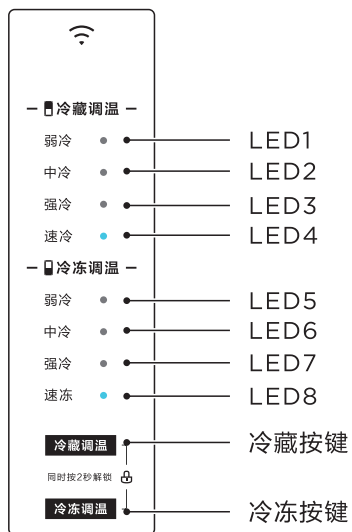 冷藏调温
弱冷 LED1
中冷 LED2
强冷 LED3
速冷 LED4
冷冻调温
弱冷 LED5
中冷 LED6
强冷 LED7
速冻 LED8
冷藏调温 冷藏按键
同时按2秒解锁
冷冻调温 冷冻按键